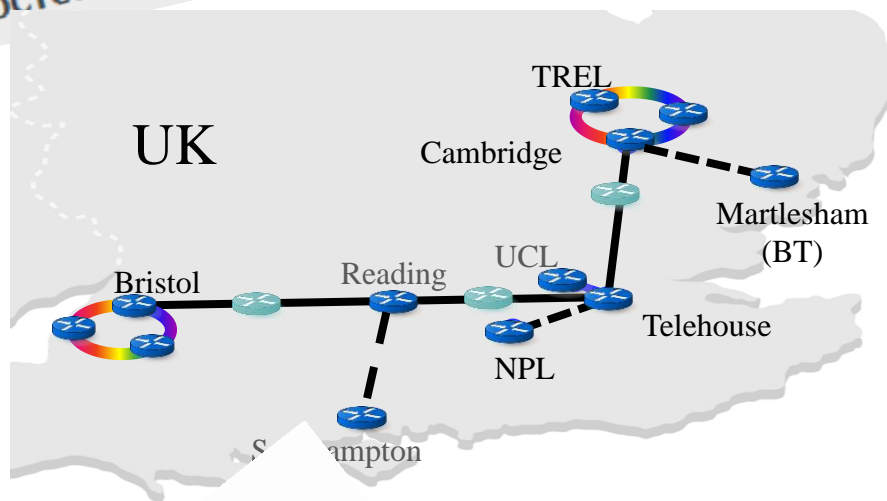 TREL
UK
Cambridge
Martlesham
(BT)
UCL
Reading
Bristol
Telehouse
NPL